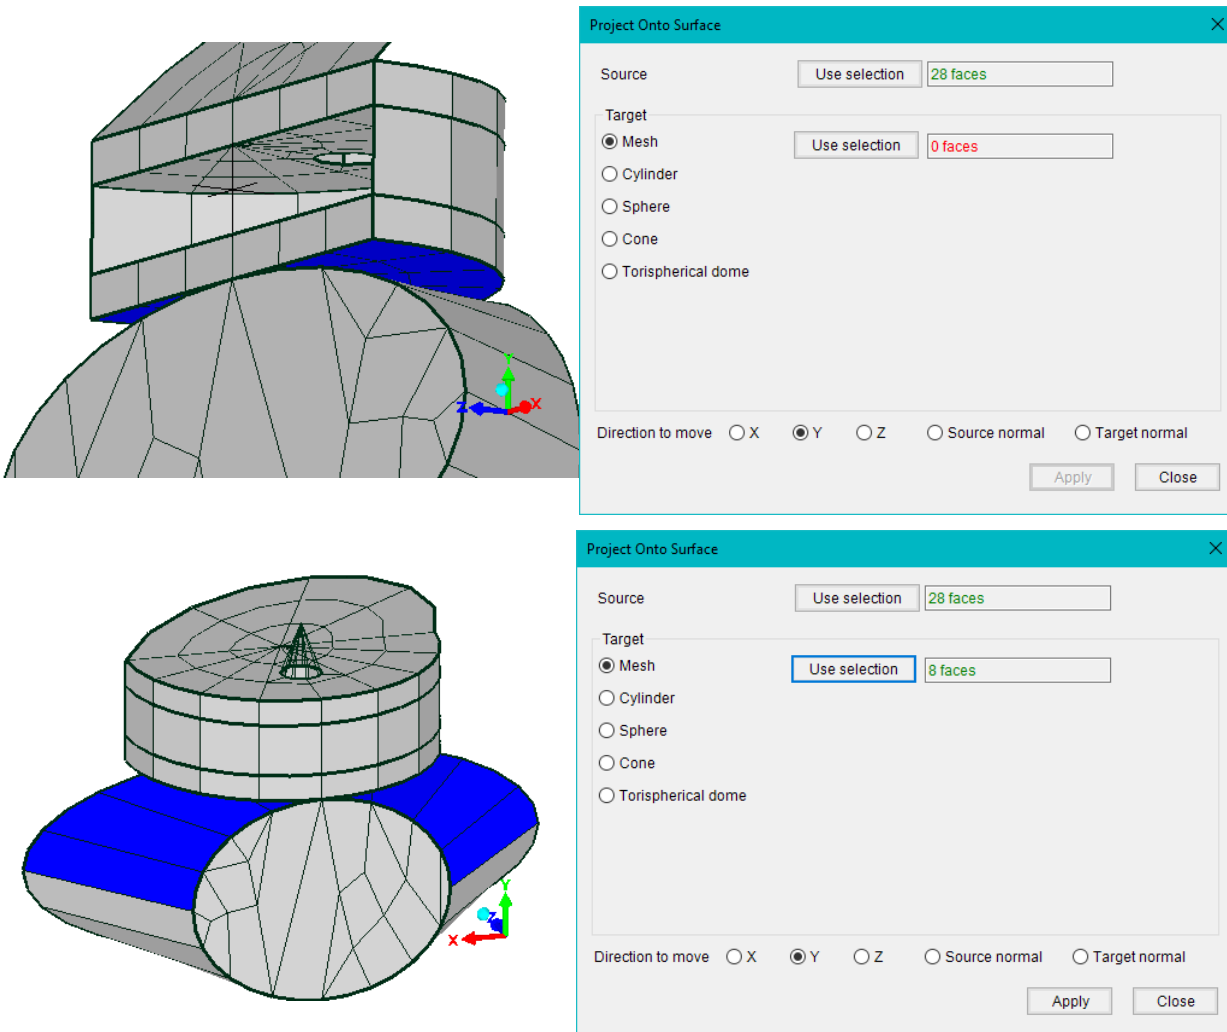 Project Onto Surface
Source Use selection 28 faces
Target
Mesh Use selection 0 faces
Cylinder
Sphere
Cone
Torispherical dome
Y
Z X
Direction to move X Y Z Source normal Target normal
Apply Close
Project Onto Surface
Source Use selection 28 faces
Target
Mesh Use selection 8 faces
Cylinder
Sphere
Cone
Torispherical dome
Y
Z
X
Direction to move X Y Z Source normal Target normal
Apply Close